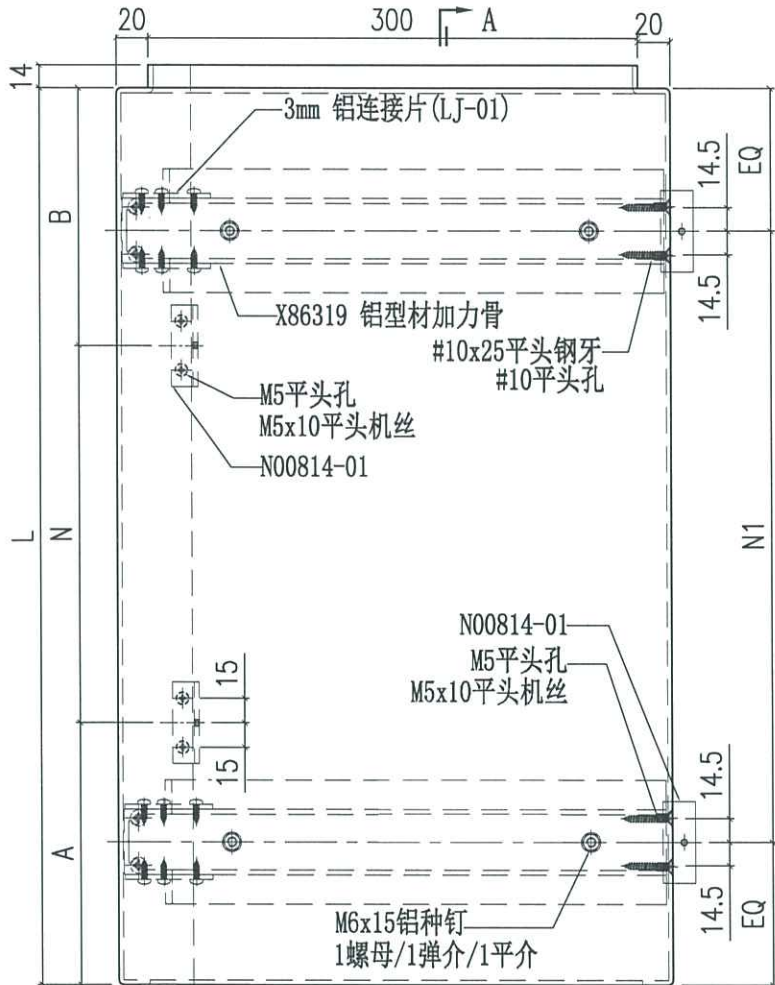 20
300
A
20
14
3mm 铝连接片(LJ-01)
B
14.5
EQ
X86319 铝型材加力骨
14.5
#10x25平头钢牙
#10平头孔
M5平头孔
M5x10平头机丝
N00814-01
L
N
N1
N00814-01
M5平头孔
M5x10平头机丝
15
15
14.5
A
14.5
EQ
M6x15铝种钉
1螺母/1弹介/1平介